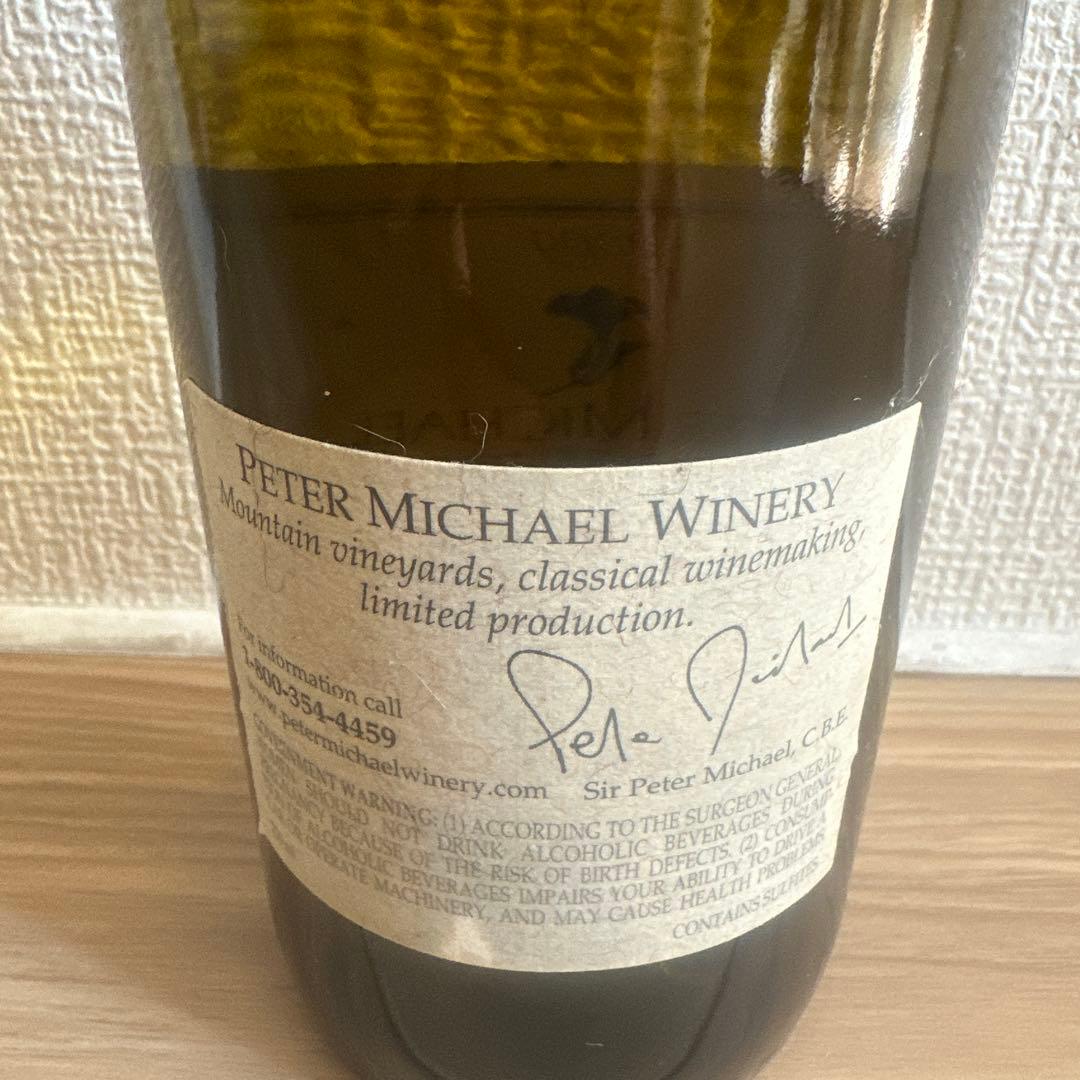 PETER MICHAEL WINERY
Mountain vineyards, classical winemaking,
limited production.
For information call
1-800-354-4459
www.petermichaelwinery.com
Pete Michael
Sir Peter Michael, C.B.E.
GOVERNMENT WARNING: (1) ACCORDING TO THE SURGEON GENERAL,
SHOULD NOT DRINK ALCOHOLIC BEVERAGES DURING
BECAUSE OF THE RISK OF BIRTH DEFECTS. (2) CONSUMP-
ALCOHOLIC BEVERAGES IMPAIRS YOUR ABILITY TO DRIVE A
MACHINERY, AND MAY CAUSE HEALTH PROBLEMS
CONTAINS SULFITES